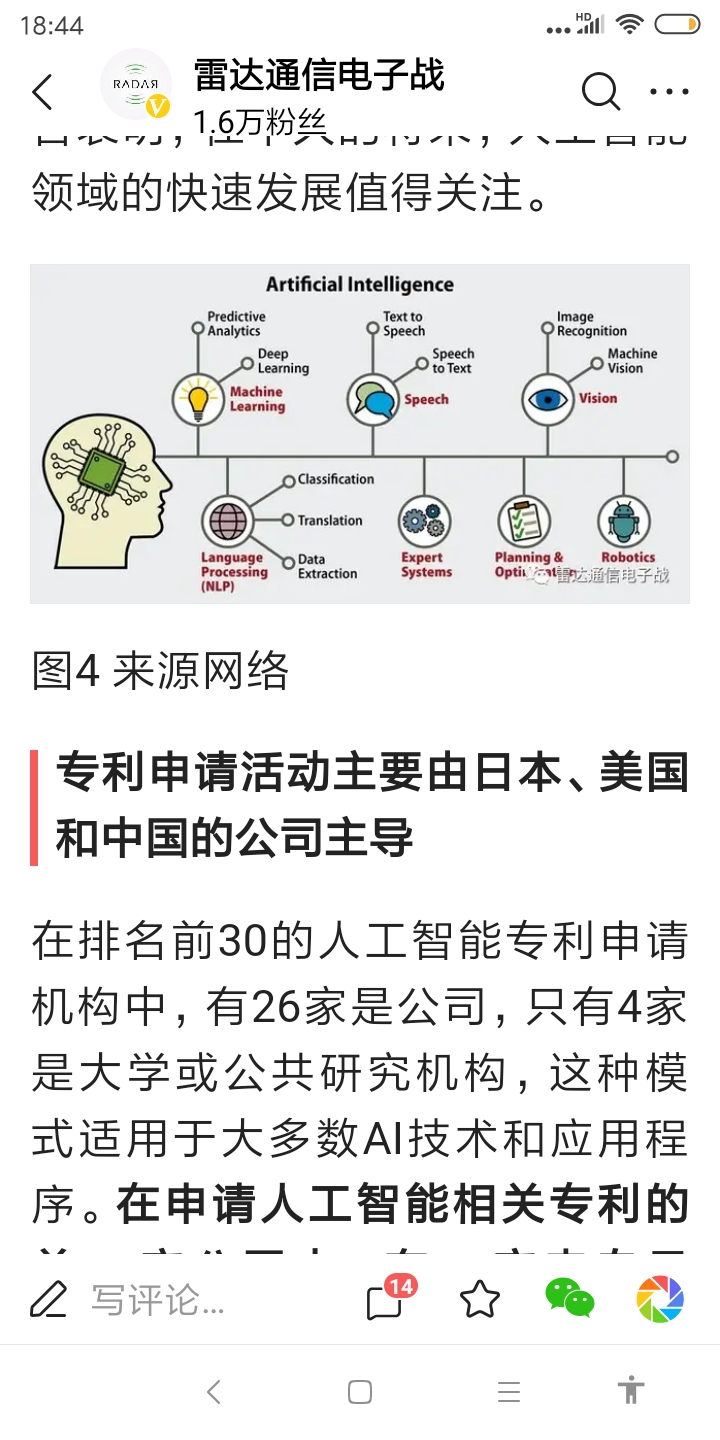 18:44
HD
RADAR
V
雷达通信电子战
1.6万粉丝
领域的快速发展值得关注。
Artificial Intelligence
Predictive
Analytics
Deep
Learning
Machine
Learning
Text to
Speech
Speech
to Text
Speech
Image
Recognition
Machine
Vision
Vision
Classification
Translation
Data
Extraction
Language
Processing
(NLP)
Expert
Systems
Planning &
Robotics
雷达通信电子战
图4 来源网络
专利申请活动主要由日本、美国
和中国的公司主导
在排名前30的人工智能专利申请
机构中，有26家是公司，只有4家
是大学或公共研究机构，这种模
式适用于大多数AI技术和应用程
序。在申请人工智能相关专利的
写评论...
14